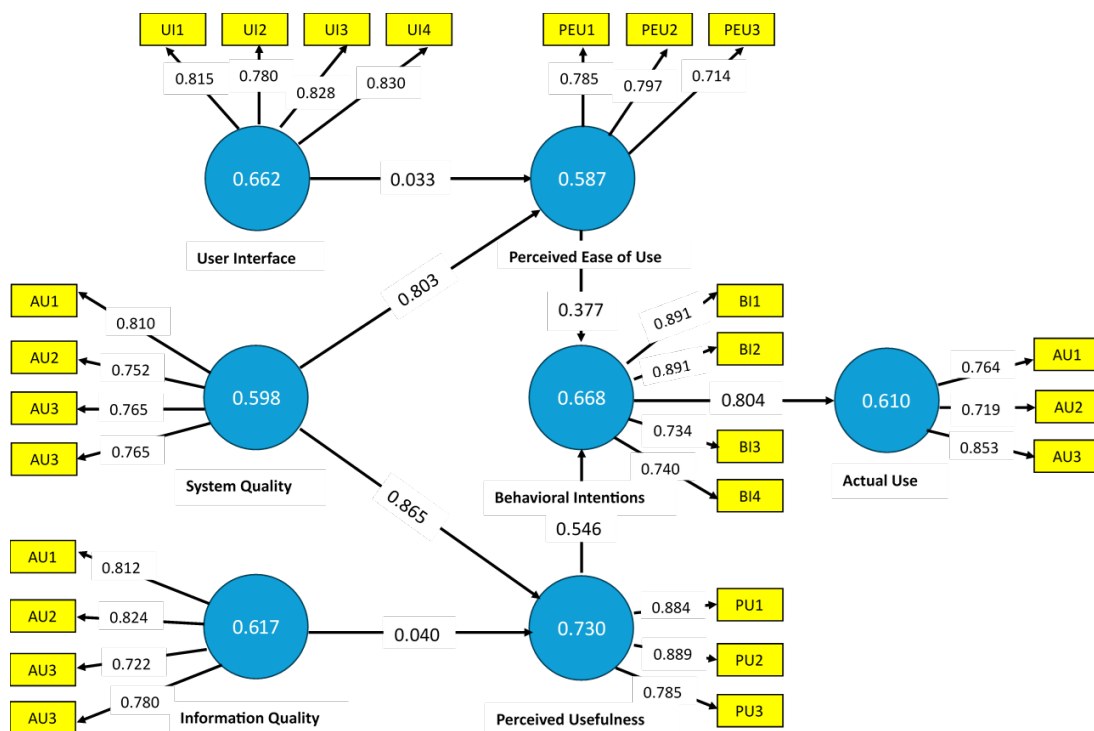 UI1
UI2
UI3
UI4
PEU1
PEU2
PEU3
0.815
0.780
0.828
0.830
0.785
0.797
0.714
0.662
0.033
0.587
User Interface
Perceived Ease of Use
0.803
0.377
AU1
AU2
AU3
AU3
0.810
0.752
0.765
0.765
0.598
System Quality
0.865
BI1
BI2
BI3
BI4
0.891
0.891
0.734
0.740
0.668
Behavioral Intentions
0.804
0.610
Actual Use
0.764
0.719
0.853
AU1
AU2
AU3
0.546
AU1
AU2
AU3
AU3
0.812
0.824
0.722
0.780
0.617
Information Quality
0.040
0.730
Perceived Usefulness
0.884
0.889
0.785
PU1
PU2
PU3